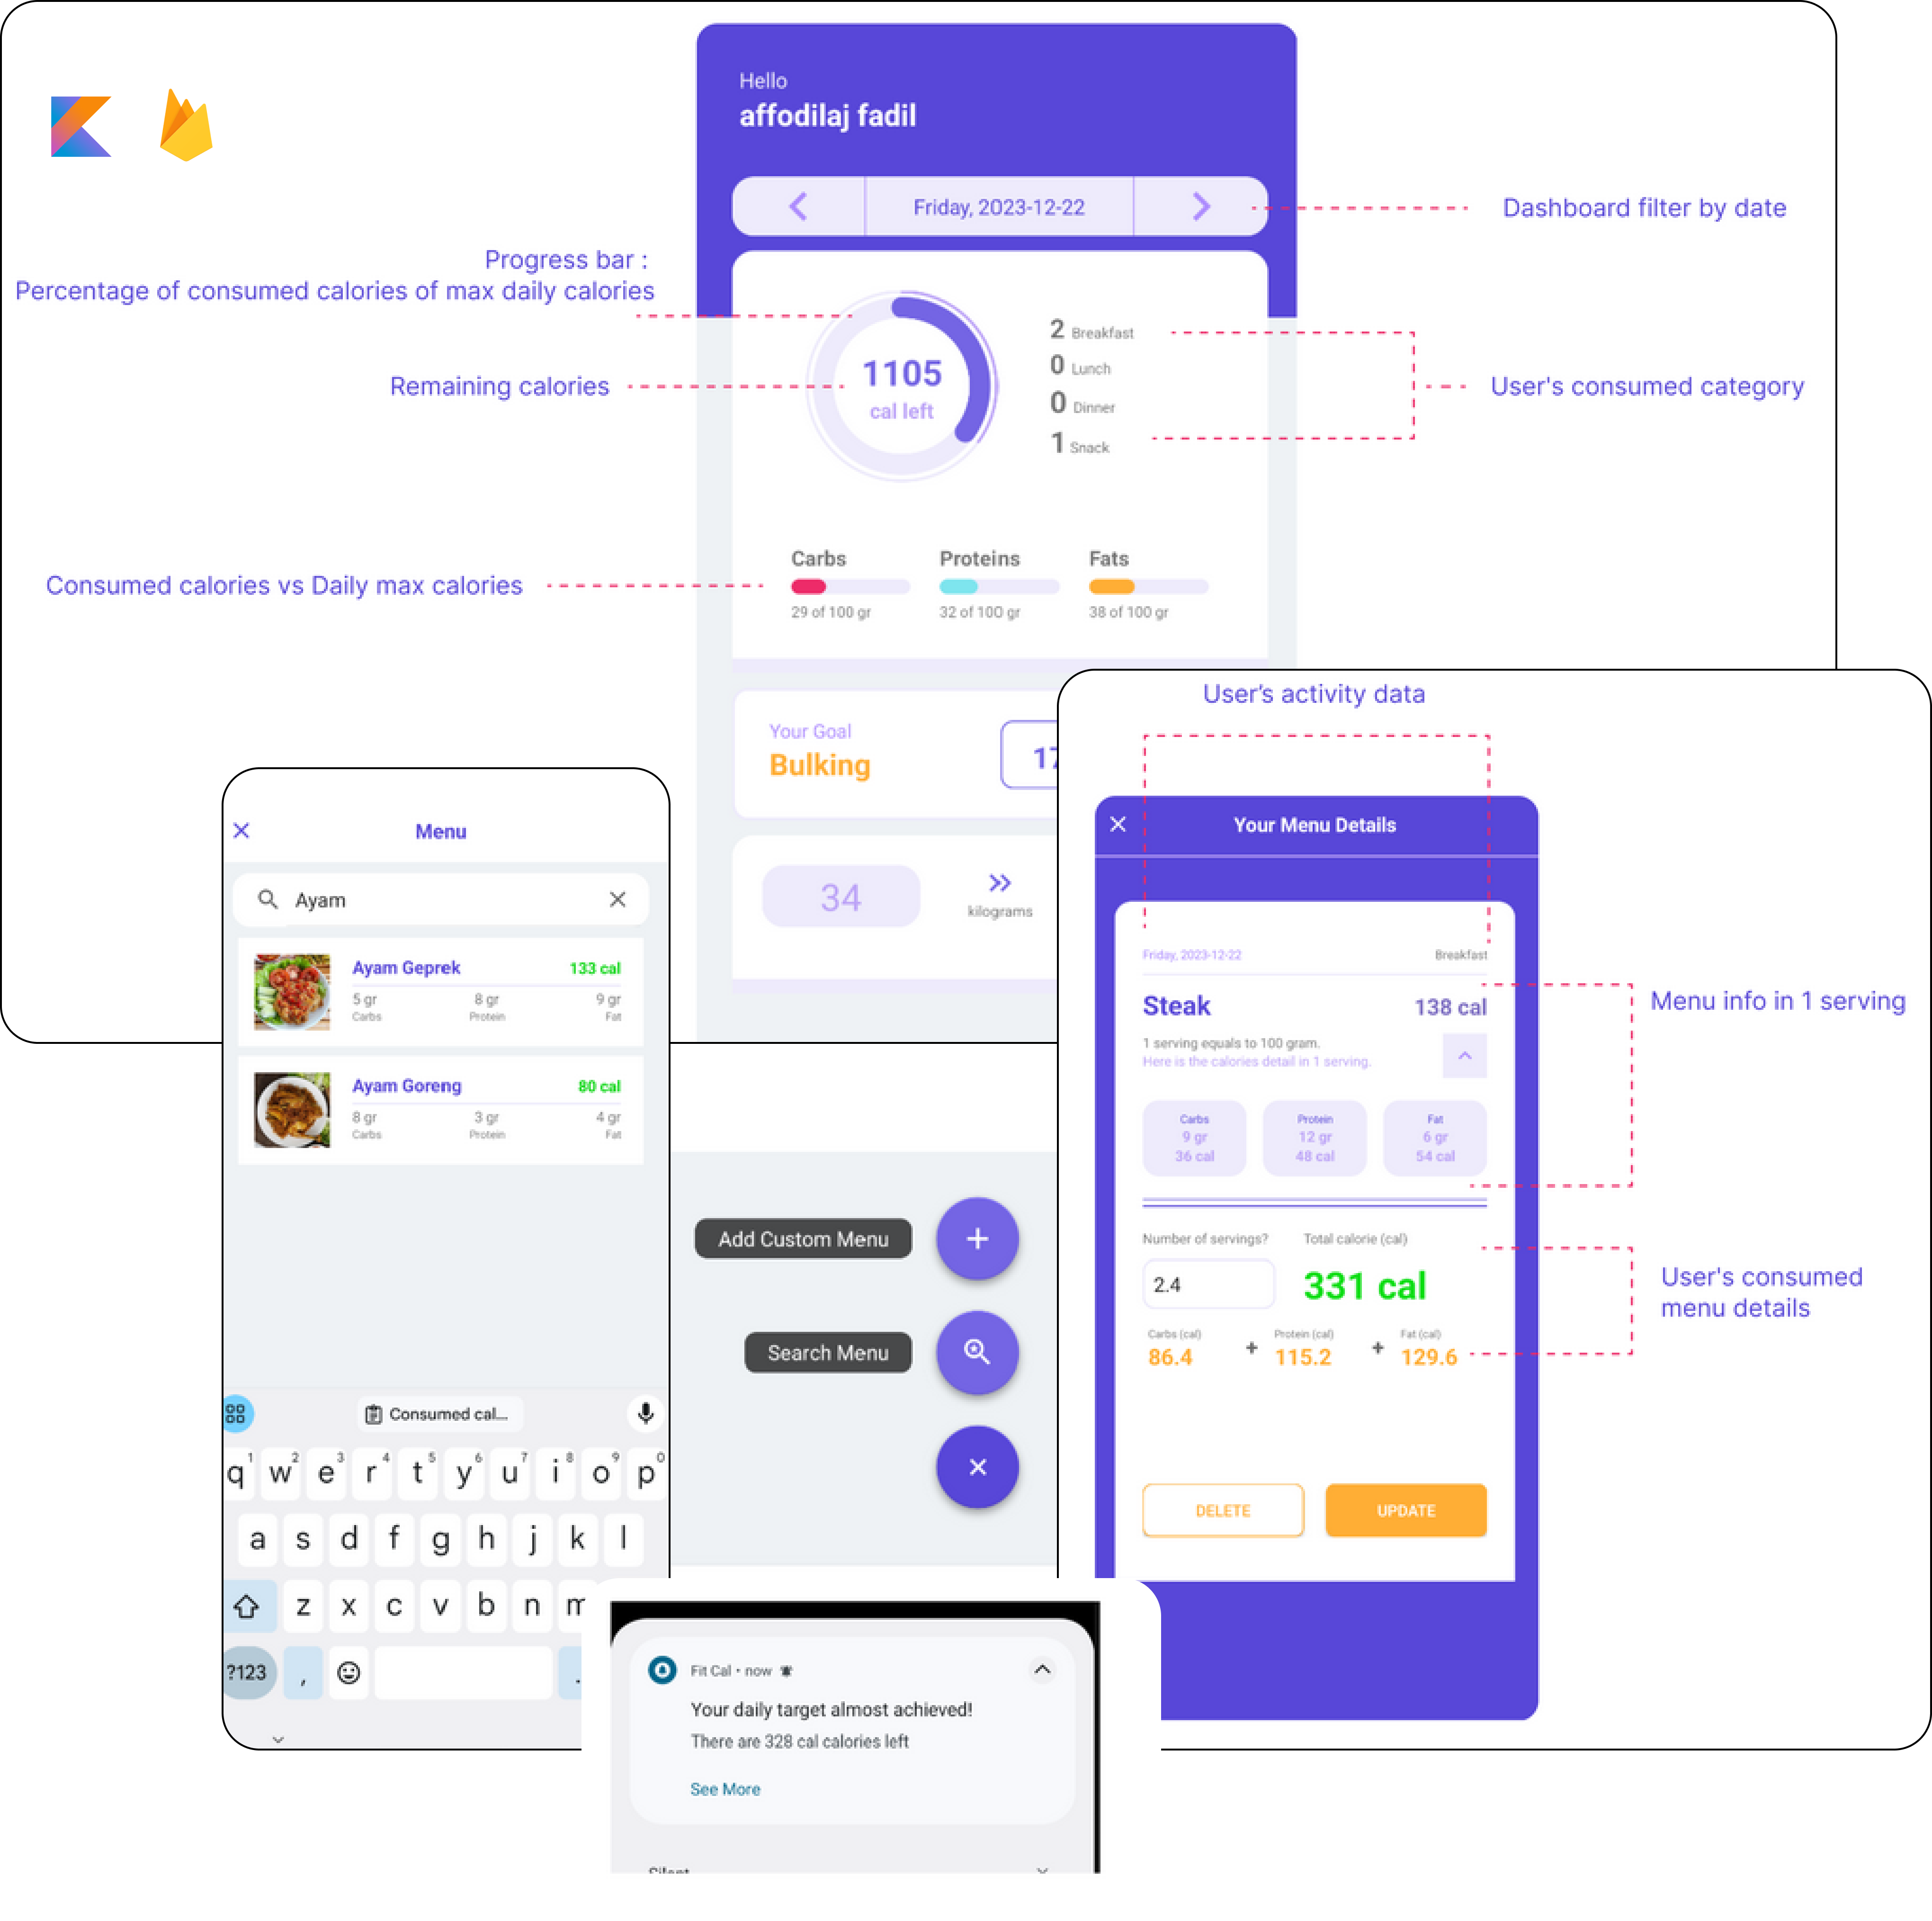 Hello
affodilaj fadil
Friday, 2023-12-22
Dashboard filter by date
Progress bar :
Percentage of consumed calories of max daily calories
Remaining calories
1105
cal left
2 Breakfast
0 Lunch
0 Dinner
1 Snack
User's consumed category
Consumed calories vs Daily max calories
Carbs Proteins Fats
29 of 100 gr 32 of 100 gr 38 of 100 gr
Your Goal
Bulking
17
34
kilograms
User's activity data
Your Menu Details
Friday, 2023-12-22 Breakfast
Steak 138 cal
1 serving equals to 100 gram.
Here is the calories detail in 1 serving.
Carbs Protein Fat
9 gr 12 gr 6 gr
36 cal 48 cal 54 cal
Menu info in 1 serving
Number of servings? Total calorie (cal)
2.4 331 cal
Carbs (cal) Protein (cal) Fat (cal)
86.4 + 115.2 + 129.6
User's consumed
menu details
DELETE UPDATE
Menu
Ayam
Ayam Geprek 133 cal
5 gr 8 gr 9 gr
Carbs Protein Fat
Ayam Goreng 80 cal
8 gr 3 gr 4 gr
Carbs Protein Fat
Add Custom Menu
Search Menu
Consumed cal...
1 2 3 4 5 6 7 8 9 0
q w e r t y u i o p
a s d f g h j k l
z x c v b n m
?123 , .
Fit Cal • now
Your daily target almost achieved!
There are 328 cal calories left
See More
Silent